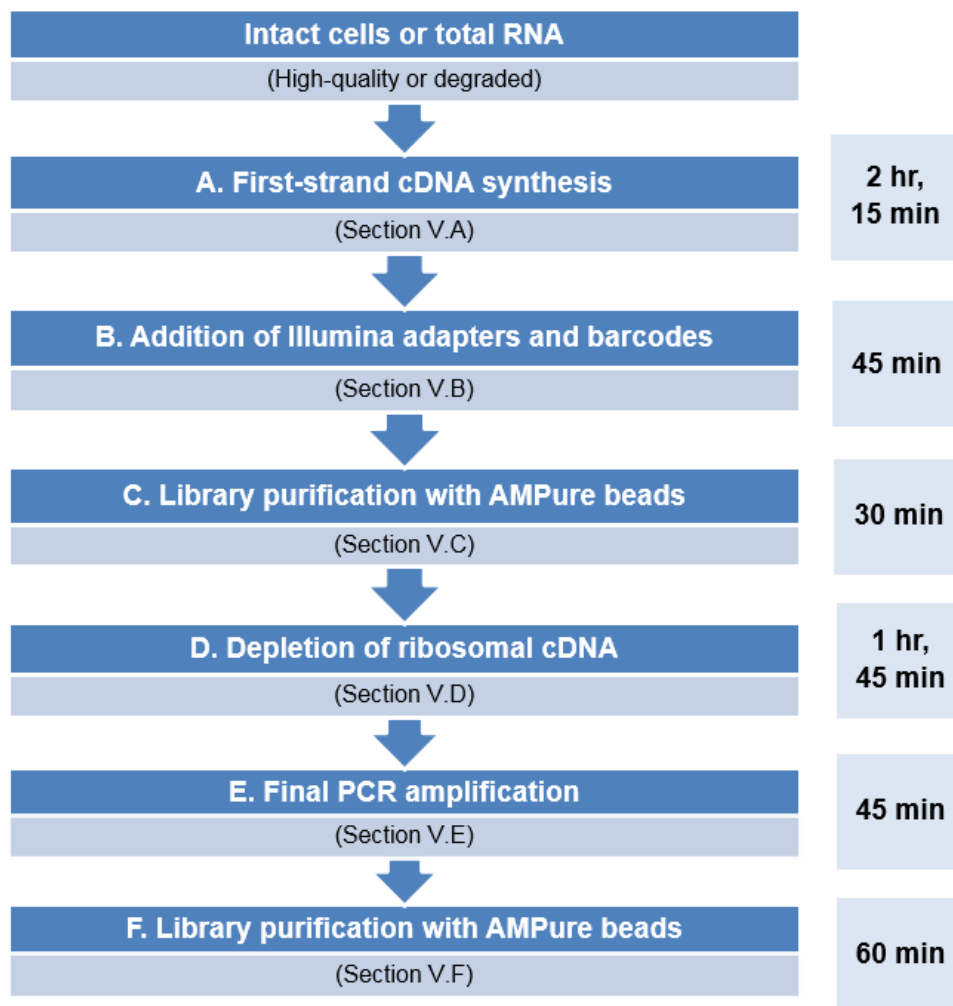 Intact cells or total RNA
(High-quality or degraded)
A. First-strand cDNA synthesis
(Section V.A)
2 hr,
15 min
B. Addition of Illumina adapters and barcodes
(Section V.B)
45 min
C. Library purification with AMPure beads
(Section V.C)
30 min
D. Depletion of ribosomal cDNA
(Section V.D)
1 hr,
45 min
E. Final PCR amplification
(Section V.E)
45 min
F. Library purification with AMPure beads
(Section V.F)
60 min